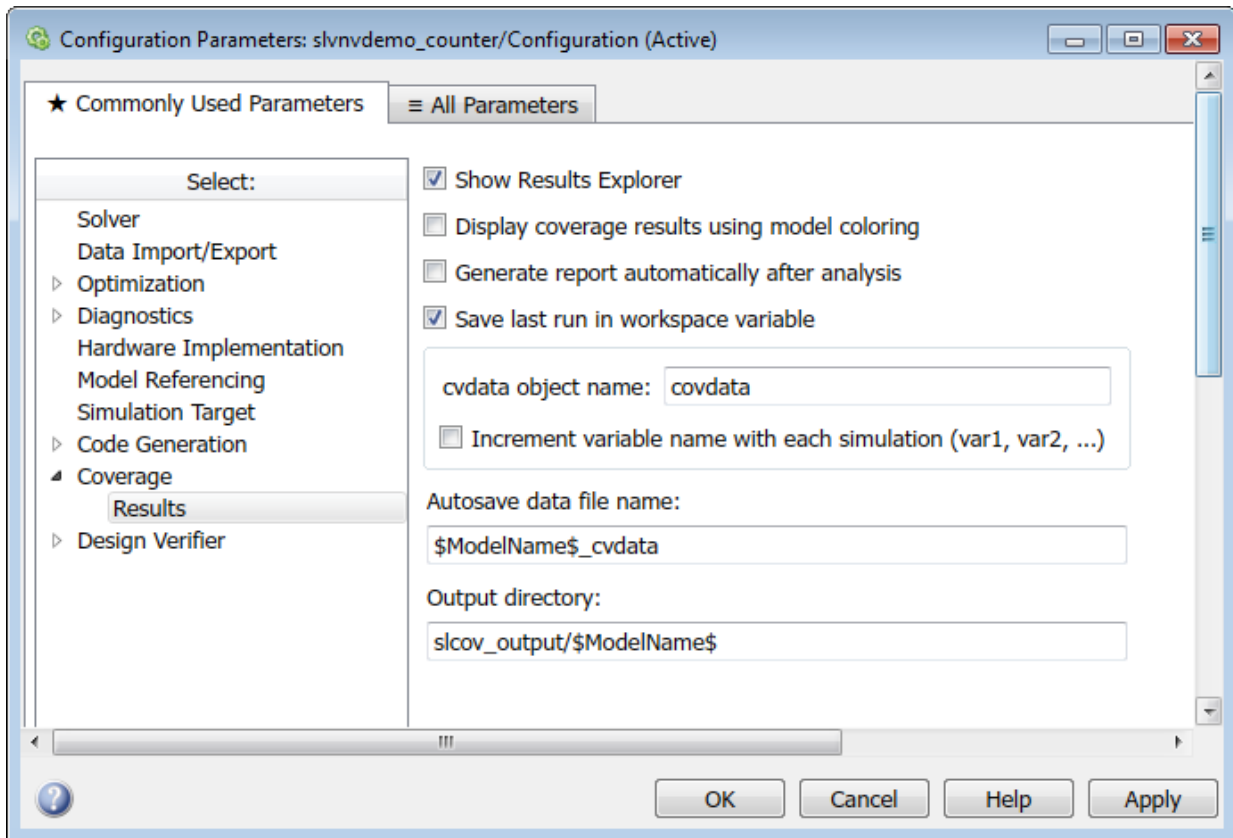 Configuration Parameters: slvnvdemo_counter/Configuration (Active)
★ Commonly Used Parameters
≡ All Parameters
Select:
Solver
Data Import/Export
Optimization
Diagnostics
Hardware Implementation
Model Referencing
Simulation Target
Code Generation
Coverage
Results
Design Verifier
Show Results Explorer
Display coverage results using model coloring
Generate report automatically after analysis
Save last run in workspace variable
cvdata object name: covdata
Increment variable name with each simulation (var1, var2, ...)
Autosave data file name:
$ModelName$_cvdata
Output directory:
slcov_output/$ModelName$
? OK Cancel Help Apply